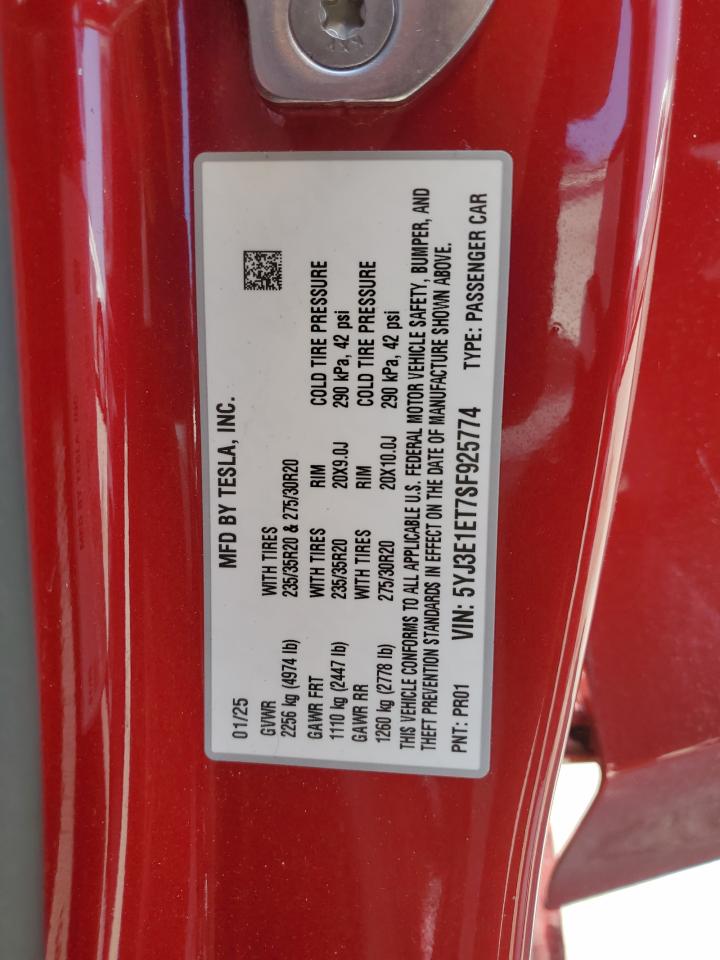 MFD BY TESLA, INC.
01/25
GVWR WITH TIRES
2256 kg (4974 lb) 235/35R20 & 275/30R20
GAWR FRT WITH TIRES RIM COLD TIRE PRESSURE
1110 kg (2447 lb) 235/35R20 20X9.0J 290 kPa, 42 psi
GAWR RR WITH TIRES RIM COLD TIRE PRESSURE
1260 kg (2778 lb) 275/30R20 20X10.0J 290 kPa, 42 psi
THIS VEHICLE CONFORMS TO ALL APPLICABLE U.S. FEDERAL MOTOR VEHICLE SAFETY, BUMPER, AND
THEFT PREVENTION STANDARDS IN EFFECT ON THE DATE OF MANUFACTURE SHOWN ABOVE.
PNT: PR01 VIN: 5YJ3E1ET7SF925774 TYPE: PASSENGER CAR